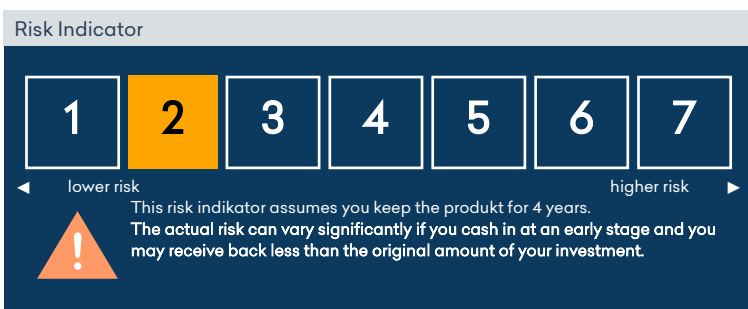 Risk Indicator
1 2 3 4 5 6 7
lower risk higher risk
This risk indikator assumes you keep the produkt for 4 years.
The actual risk can vary significantly if you cash in at an early stage and you
may receive back less than the original amount of your investment.